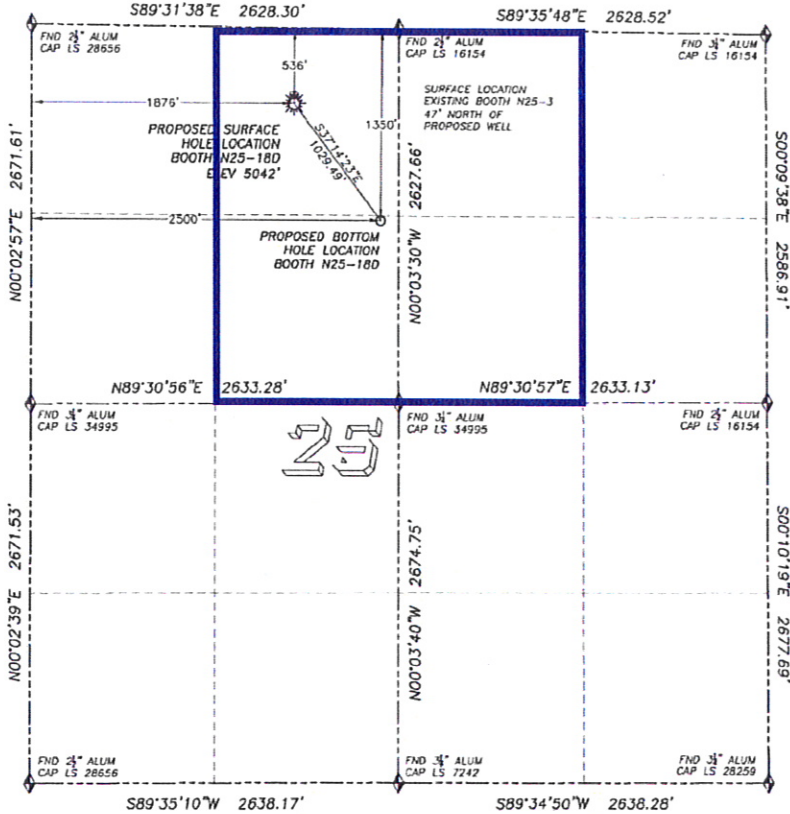 S89°31'38"E 2628.30'
S89°35'48"E 2628.52'
FND 2½" ALUM
CAP LS 28656
FND 2½" ALUM
CAP LS 16154
FND 3¼" ALUM
CAP LS 16154
536'
SURFACE LOCATION
EXISTING BOOTH N25-3
47' NORTH OF
PROPOSED WELL
1876'
1350'
PROPOSED SURFACE
HOLE LOCATION
BOOTH N25-18D
ELEV 5042'
S37°14'23"E
1029.49'
2500'
PROPOSED BOTTOM
HOLE LOCATION
BOOTH N25-18D
N00°02'57"E 2671.61'
N00°03'30"W 2627.66'
S00°09'38"E 2586.91'
N89°30'56"E 2633.28'
N89°30'57"E 2633.13'
FND 3¼" ALUM
CAP LS 34995
FND 3¼" ALUM
CAP LS 34995
FND 2½" ALUM
CAP LS 16154
25
N00°02'39"E 2671.53'
N00°03'40"W 2674.75'
S00°10'19"E 2677.69'
FND 2½" ALUM
CAP LS 28656
FND 3¼" ALUM
CAP LS 7242
FND 3¼" ALUM
CAP LS 28259
S89°35'10"W 2638.17'
S89°34'50"W 2638.28'